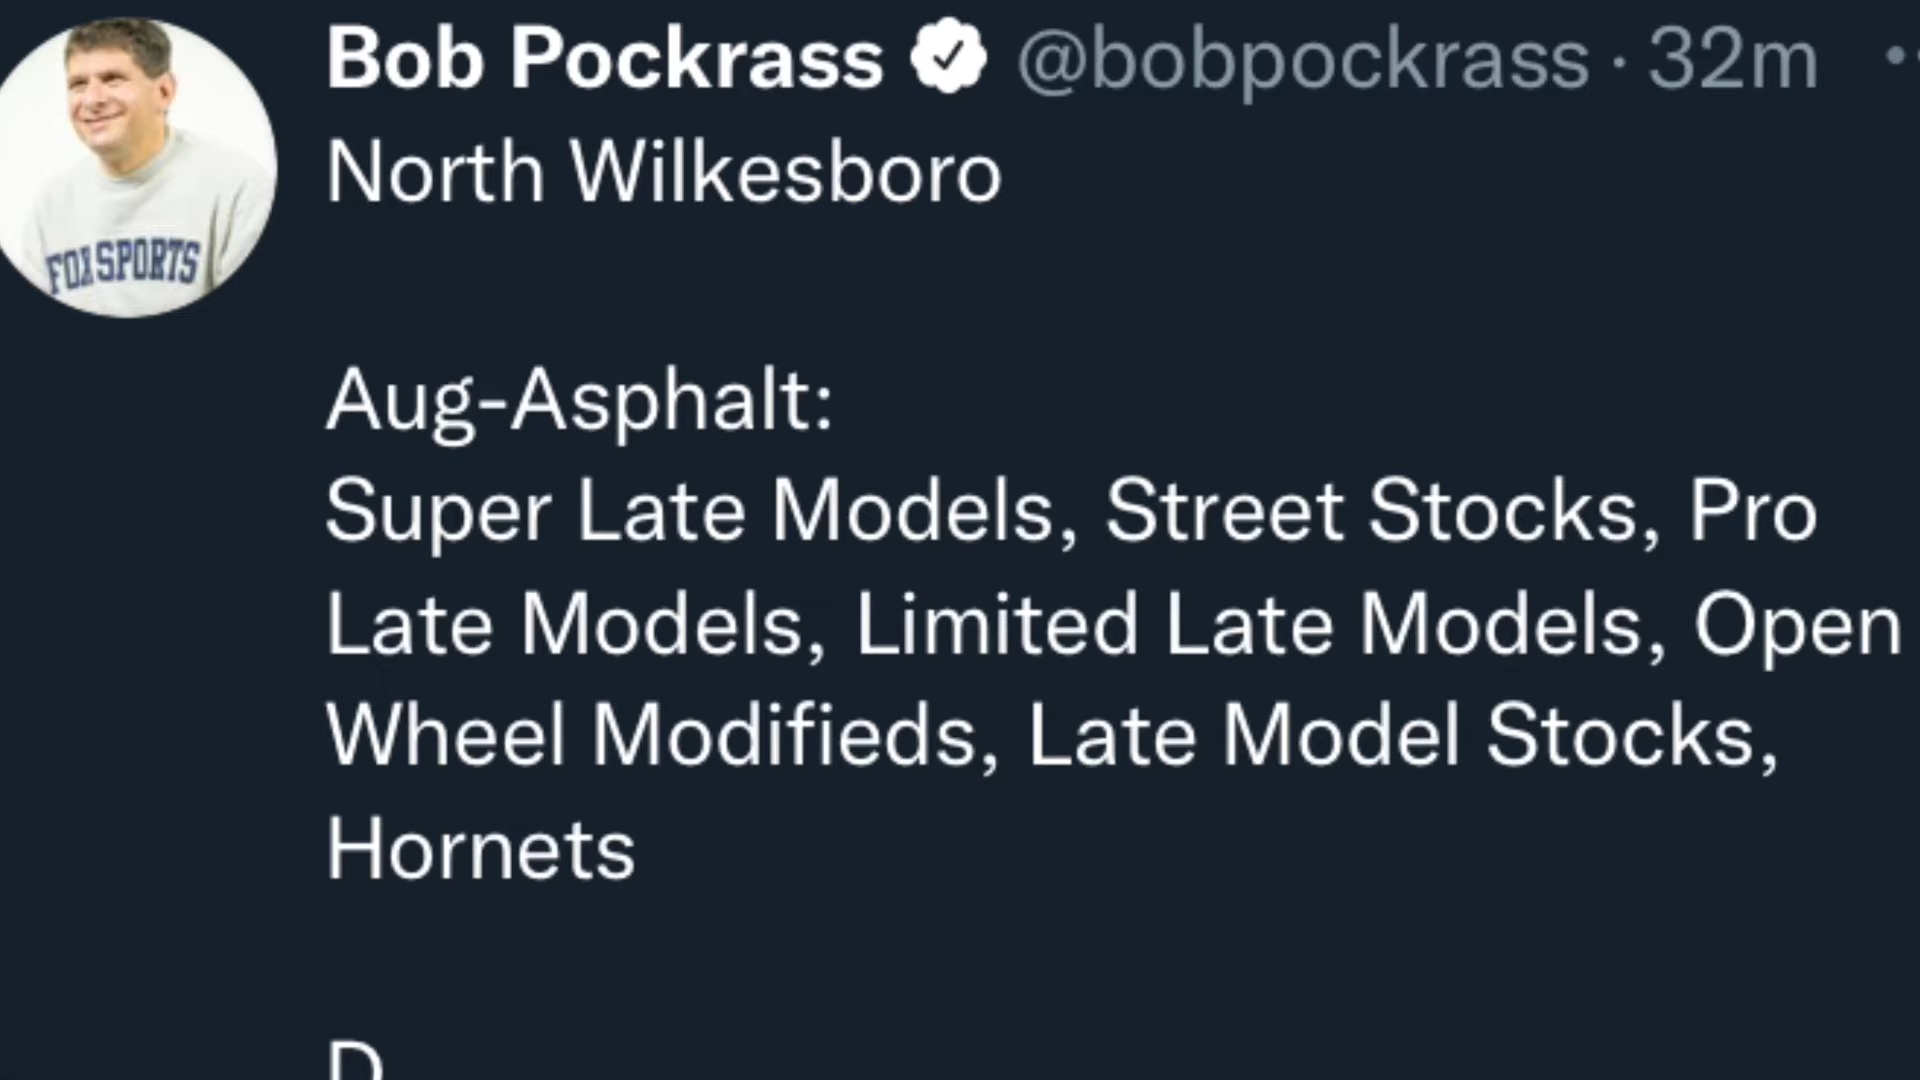 Bob Pockrass @bobpockrass · 32m
North Wilkesboro
FOX SPORTS
Aug-Asphalt:
Super Late Models, Street Stocks, Pro
Late Models, Limited Late Models, Open
Wheel Modifieds, Late Model Stocks,
Hornets
D